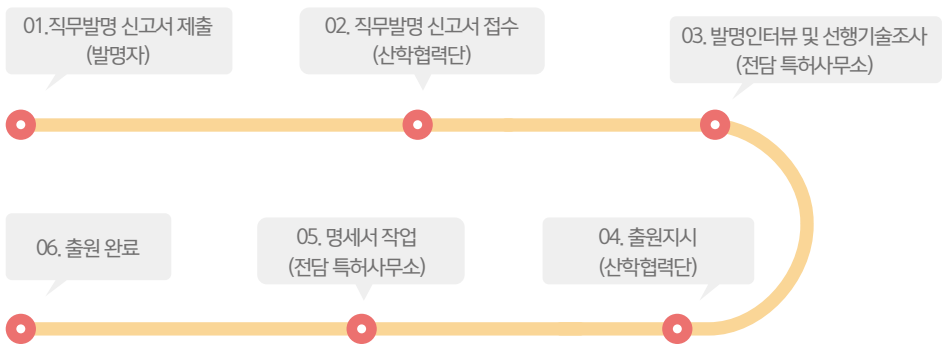 01.직무발명 신고서 제출
(발명자)
02. 직무발명 신고서 접수
(산학협력단)
03. 발명인터뷰 및 선행기술조사
(전담 특허사무소)
04. 출원지시
(산학협력단)
05. 명세서 작업
(전담 특허사무소)
06. 출원 완료